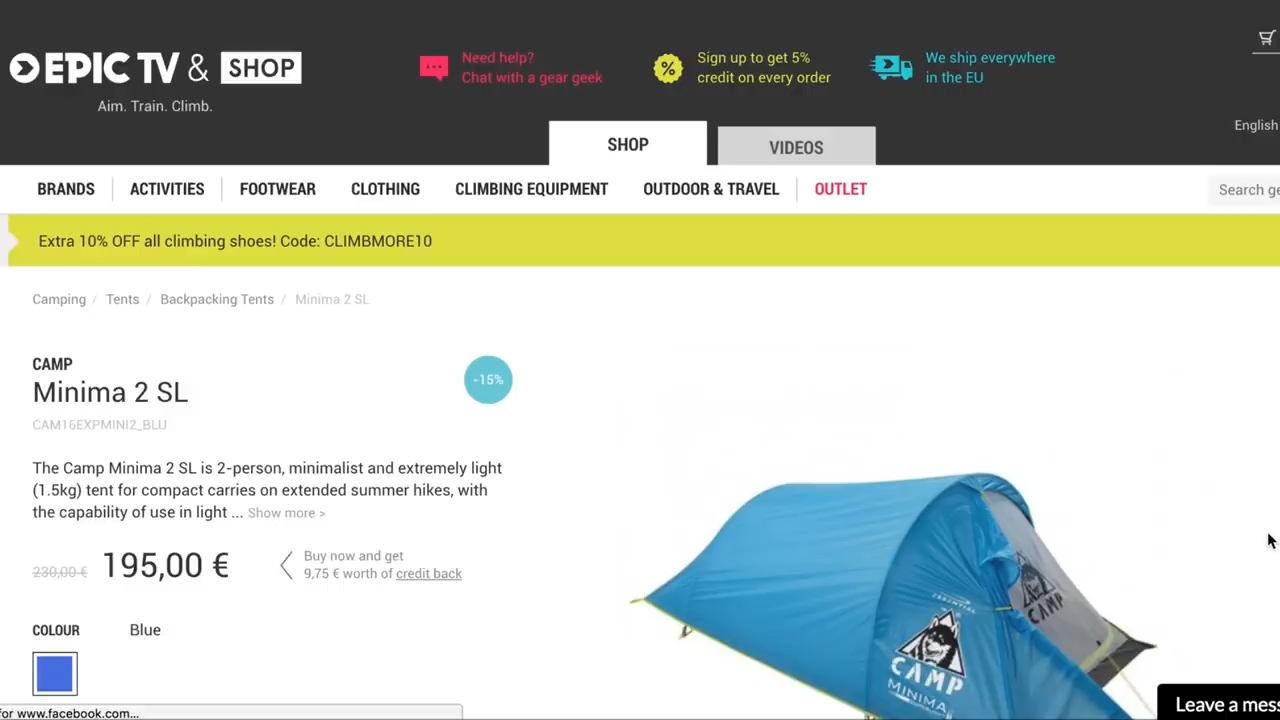 EPIC TV & SHOP
Aim. Train. Climb.
Need help?
Chat with a gear geek
Sign up to get 5%
credit on every order
We ship everywhere
in the EU
English
SHOP
VIDEOS
BRANDS
ACTIVITIES
FOOTWEAR
CLOTHING
CLIMBING EQUIPMENT
OUTDOOR & TRAVEL
OUTLET
Search ge
Extra 10% OFF all climbing shoes! Code: CLIMBMORE10
Camping / Tents / Backpacking Tents / Minima 2 SL
CAMP
Minima 2 SL
-15%
CAM16EXPMINI2_BLU
The Camp Minima 2 SL is 2-person, minimalist and extremely light
(1.5kg) tent for compact carries on extended summer hikes, with
the capability of use in light ... Show more >
230,00 € 195,00 €
Buy now and get
9,75 € worth of credit back
COLOUR Blue
CAMP
ESSENTIAL
CAMP
MINIMA
Leave a mess
for www.facebook.com...